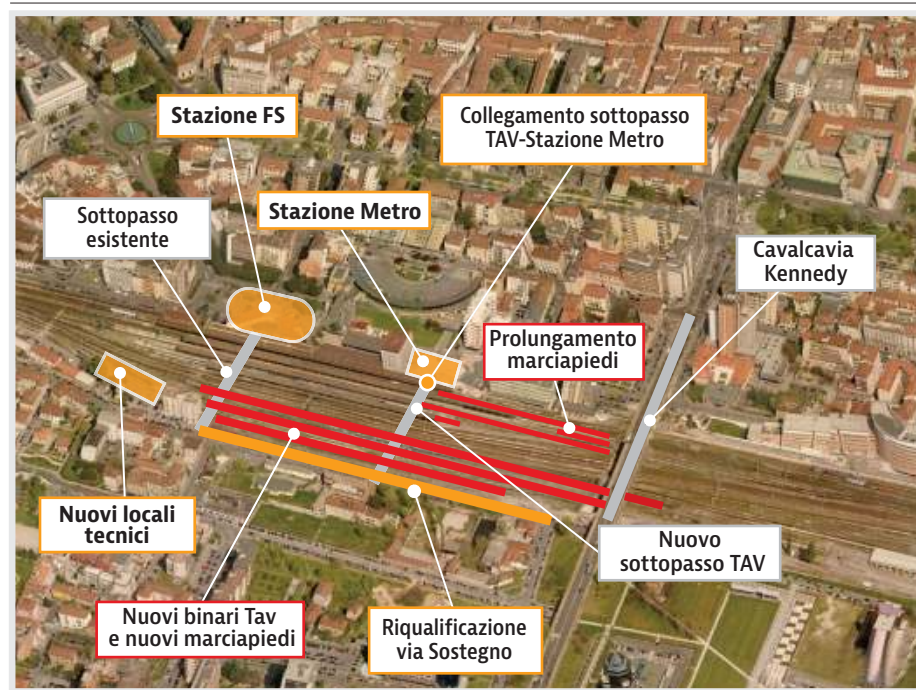 Stazione FS
Collegamento sottopasso
TAV-Stazione Metro
Sottopasso
esistente
Stazione Metro
Cavalcavia
Kennedy
Prolungamento
marciapiedi
Nuovi locali
tecnici
Nuovo
sottopasso TAV
Nuovi binari Tav
e nuovi marciapiedi
Riqualificazione
via Sostegno